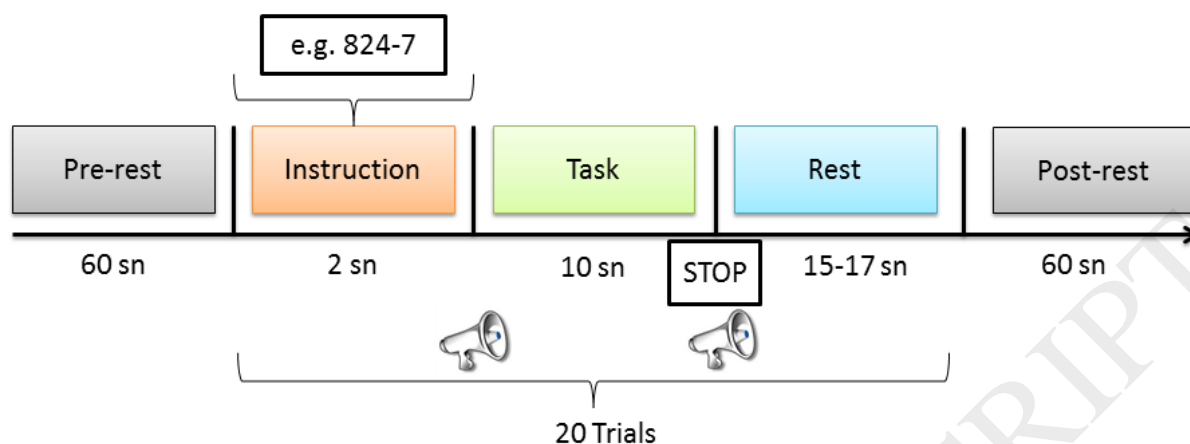 e.g. 824-7
Pre-rest
Instruction
Task
Rest
Post-rest
60 sn
2 sn
10 sn
STOP
15-17 sn
60 sn
20 Trials